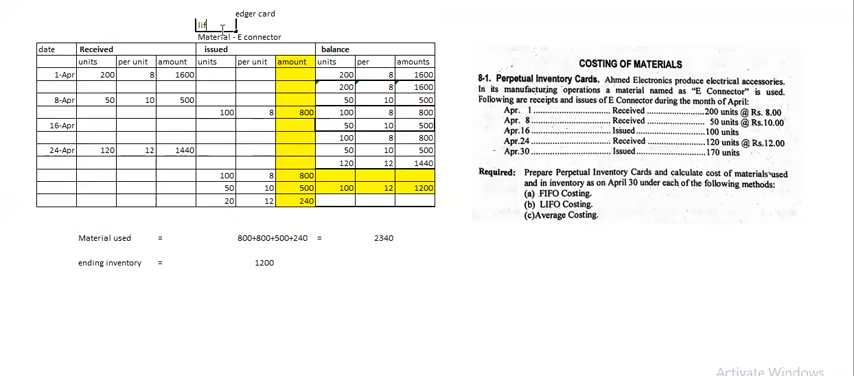 edger card
lif
Material - E connector
date Received issued balance
units per unit amount units per unit amount units per amounts
1-Apr 200 8 1600 200 8 1600
200 8 1600
8-Apr 50 10 500 50 10 500
100 8 800 100 8 800
16-Apr 50 10 500
100 8 800
24-Apr 120 12 1440 50 10 500
120 12 1440
100 8 800
50 10 500 100 12 1200
20 12 240
Material used = 800+800+500+240 = 2340
ending inventory = 1200
COSTING OF MATERIALS
8-1. Perpetual Inventory Cards. Ahmed Electronics produce electrical accessories.
In its manufacturing operations a material named as "E Connector" is used.
Following are receipts and issues of E Connector during the month of April:
Apr. 1 ........ Received ........ 200 units @ Rs. 8.00
Apr. 8 ........ Received ........ 50 units @ Rs.10.00
Apr.16 ........ Issued ........ 100 units
Apr.24 ........ Received ........ 120 units @ Rs.12.00
Apr.30 ........ Issued ........ 170 units
Required: Prepare Perpetual Inventory Cards and calculate cost of materials used
and in inventory as on April 30 under each of the following methods:
(a) FIFO Costing.
(b) LIFO Costing.
(c)Average Costing.
Activate Windows